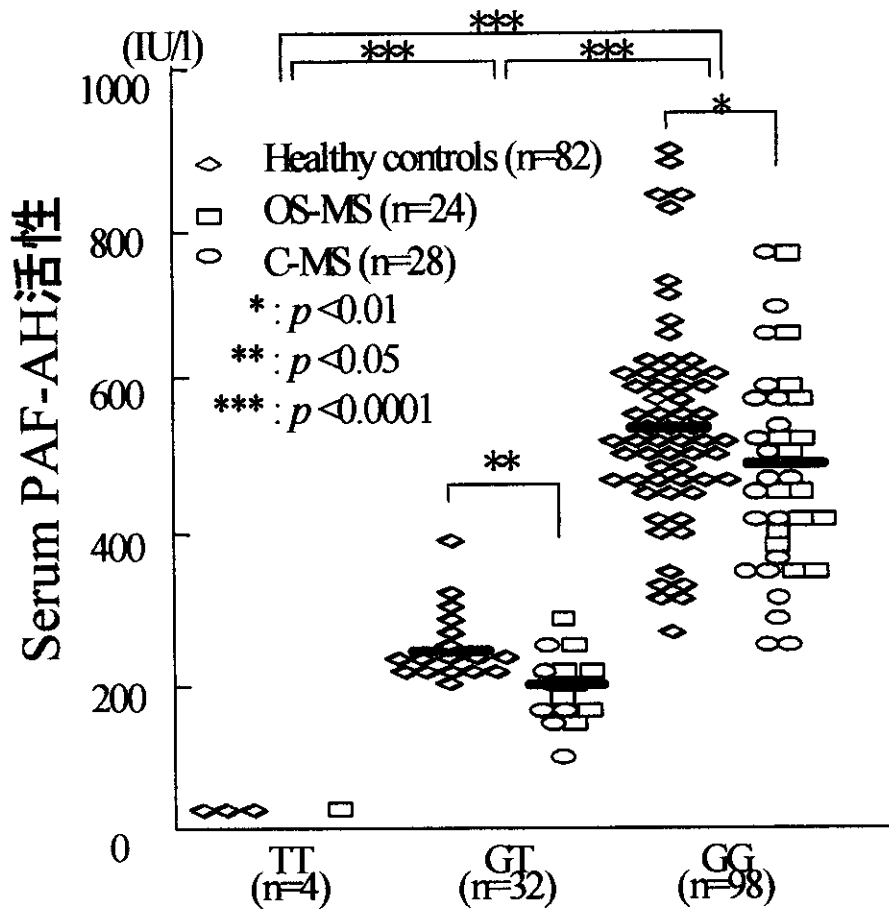 ***
(IU/l)
*** ***
1000
*
Healthy controls (n=82)
OS-MS (n=24)
C-MS (n=28)
* : p <0.01
** : p <0.05
*** : p <0.0001
800
600
**
400
200
0
Serum PAF-AH活性
TT GT GG
(n=4) (n=32) (n=98)